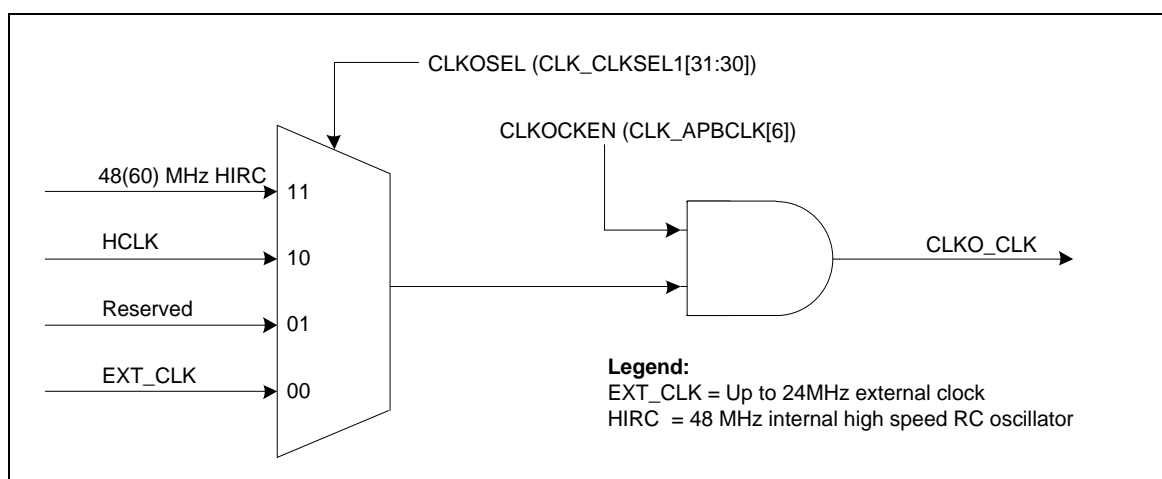 CLKOSEL (CLK_CLKSEL1[31:30])
CLKOCKEN (CLK_APBCLK[6])
48(60) MHz HIRC
11
HCLK
10
CLKO_CLK
Reserved
01
EXT_CLK
00
Legend:
EXT_CLK = Up to 24MHz external clock
HIRC = 48 MHz internal high speed RC oscillator